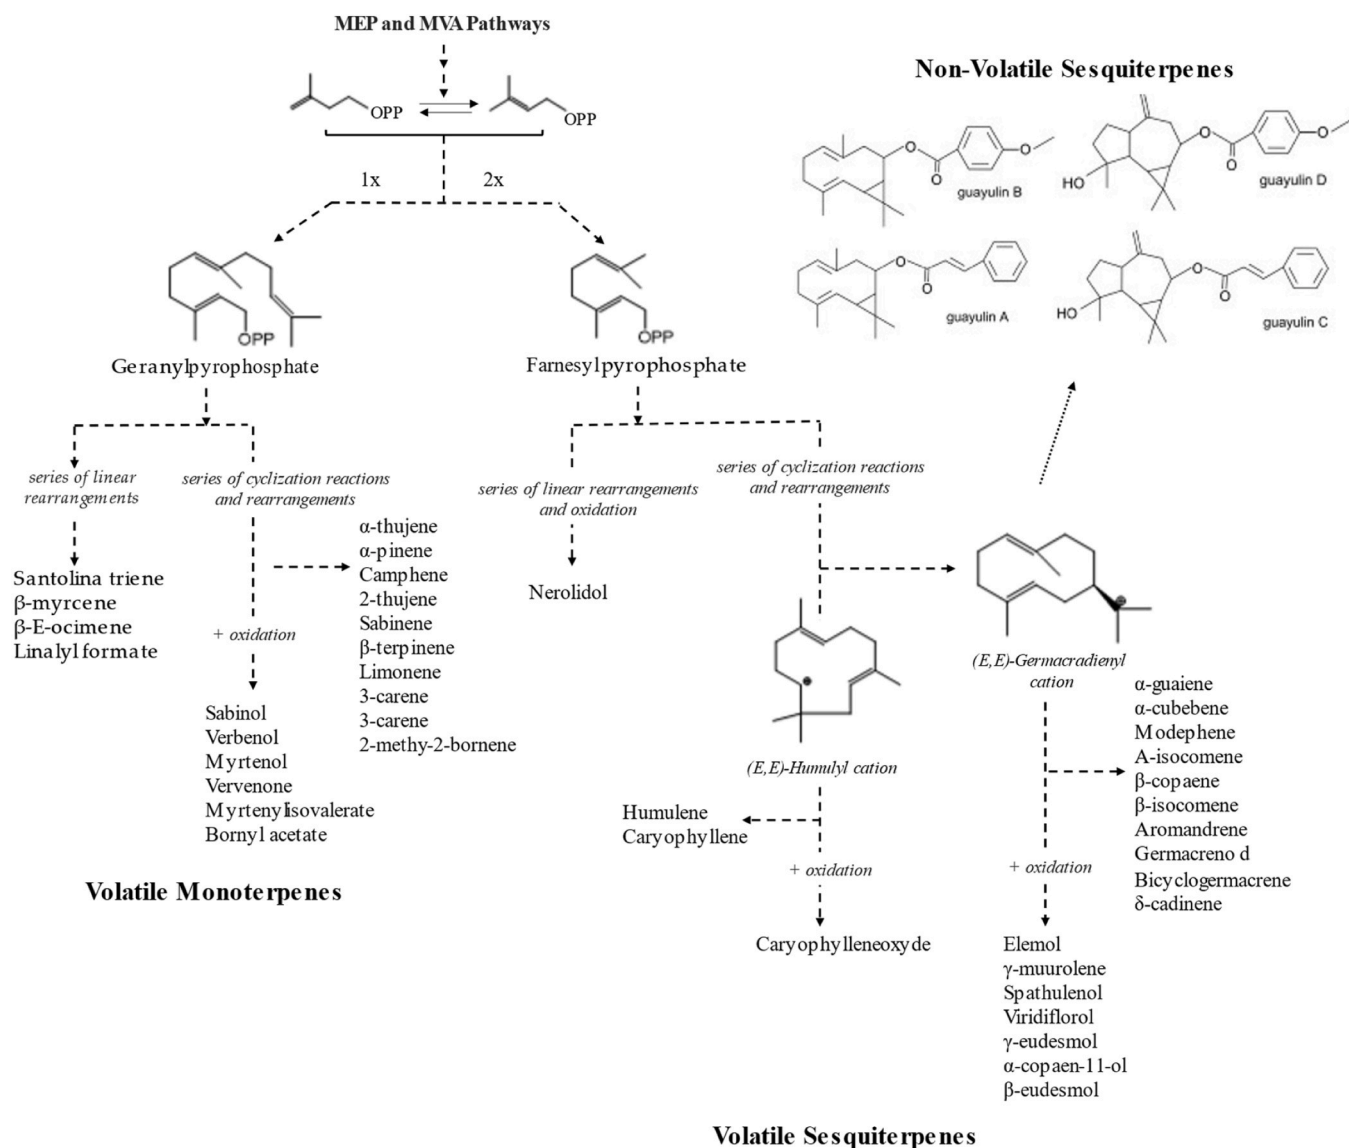 MEP and MVA Pathways
OPP
OPP
1x
2x
OPP
Geranylpyrophosphate
OPP
Farnesylpyrophosphate
Non-Volatile Sesquiterpenes
O
O
O
guayulin B
HO
O
O
O
guayulin D
O
O
guayulin A
HO
O
O
guayulin C
series of linear
rearrangements
series of cyclization reactions
and rearrangements
series of linear rearrangements
and oxidation
series of cyclization reactions
and rearrangements
Santolina triene
β-myrcene
β-E-ocimene
Linalyl formate
α-thujene
α-pinene
Camphene
2-thujene
Sabinene
β-terpinene
Limonene
3-carene
3-carene
2-methy-2-bornene
+ oxidation
Sabinol
Verbenol
Myrtenol
Vervenone
Myrtenylisovalerate
Bornyl acetate
Volatile Monoterpenes
Nerolidol
(E,E)-Humulyl cation
Humulene
Caryophyllene
+ oxidation
Caryophylleneoxyde
(E,E)-Germacradienyl
cation
α-guaiene
α-cubebene
Modephene
A-isocomene
β-copaene
β-isocomene
Aromandrene
Germacreno d
Bicyclogermacrene
δ-cadinene
+ oxidation
Elemol
γ-muurolene
Spathulenol
Viridiflorol
γ-eudesmol
α-copaen-11-ol
β-eudesmol
Volatile Sesquiterpenes